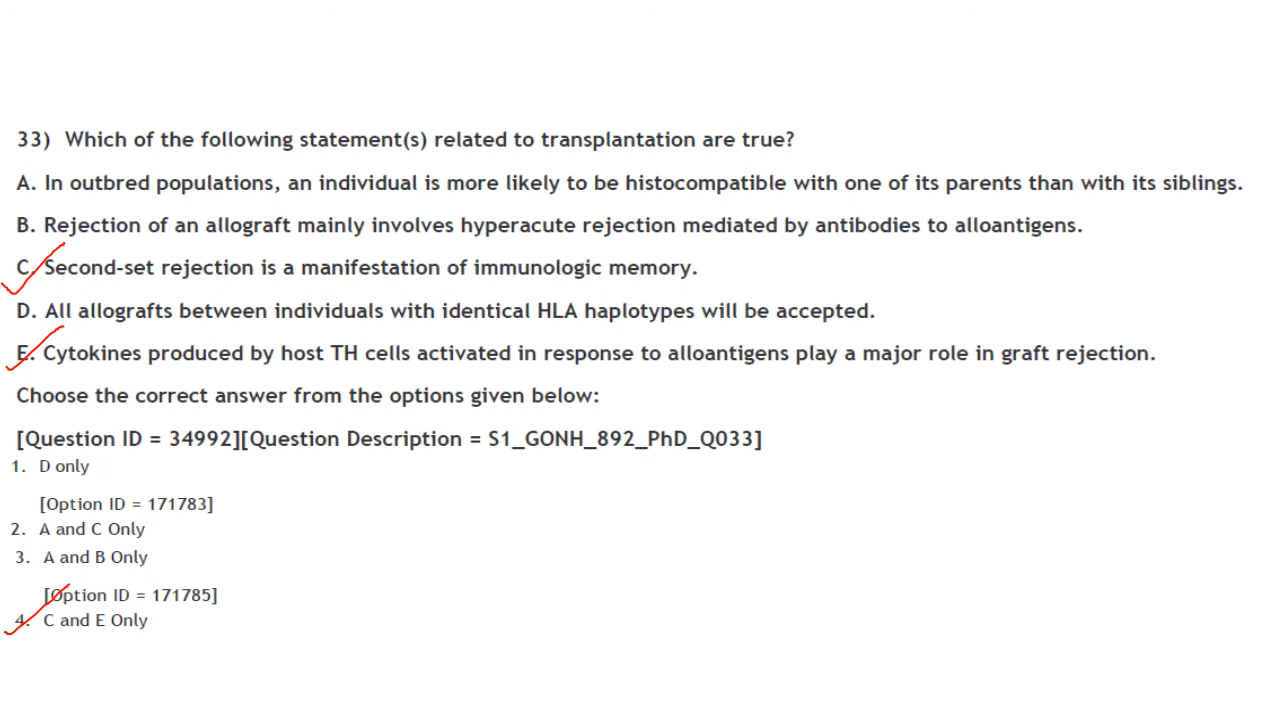 33) Which of the following statement(s) related to transplantation are true?
A. In outbred populations, an individual is more likely to be histocompatible with one of its parents than with its siblings.
B. Rejection of an allograft mainly involves hyperacute rejection mediated by antibodies to alloantigens.
C. Second-set rejection is a manifestation of immunologic memory.
D. All allografts between individuals with identical HLA haplotypes will be accepted.
E. Cytokines produced by host TH cells activated in response to alloantigens play a major role in graft rejection.
Choose the correct answer from the options given below:
[Question ID = 34992][Question Description = S1_GONH_892_PhD_Q033]
1. D only
[Option ID = 171783]
2. A and C Only
3. A and B Only
[Option ID = 171785]
4. C and E Only